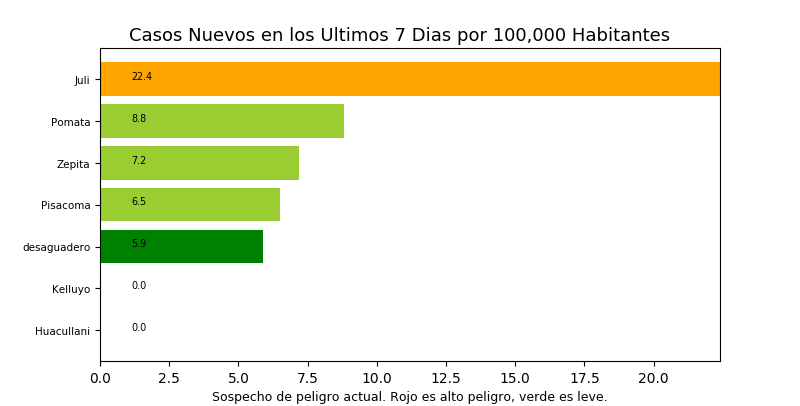 Casos Nuevos en los Ultimos 7 Dias por 100,000 Habitantes
Juli 22.4
Pomata 8.8
Zepita 7.2
Pisacoma 6.5
desaguadero 5.9
Kelluyo 0.0
Huacullani 0.0
0.0 2.5 5.0 7.5 10.0 12.5 15.0 17.5 20.0
Sospecho de peligro actual. Rojo es alto peligro, verde es leve.